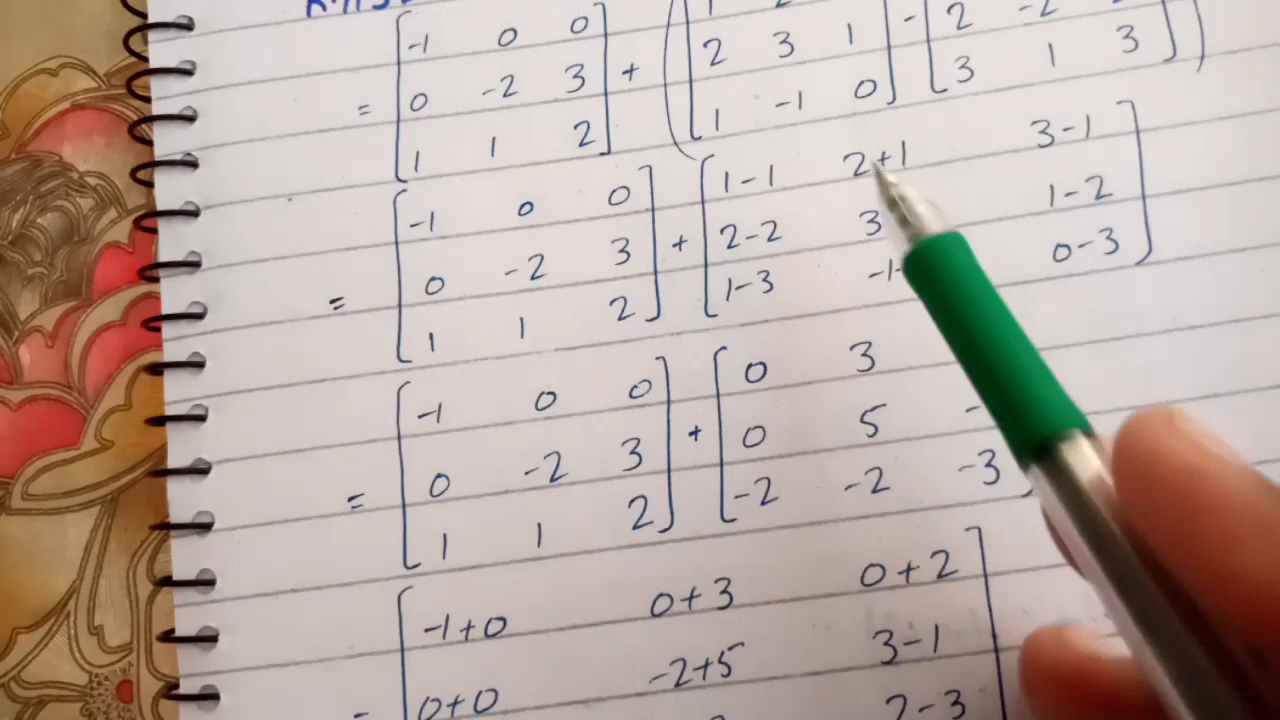 -1 0 0 1
0 -2 3 + ( 2 3 1 - 2 -2
= 1 1 2 1 -1 0 3 1 3 )
-1 0 0 1-1 2+1 3-1
= 0 -2 3 + 2-2 3 1-2
1 1 2 1-3 -1- 0-3
-1 0 0 0 3
= 0 -2 3 + 0 5 -
1 1 2 -2 -2 -3
-1+0 0+3 0+2
= 0+0 -2+5 3-1
2-3